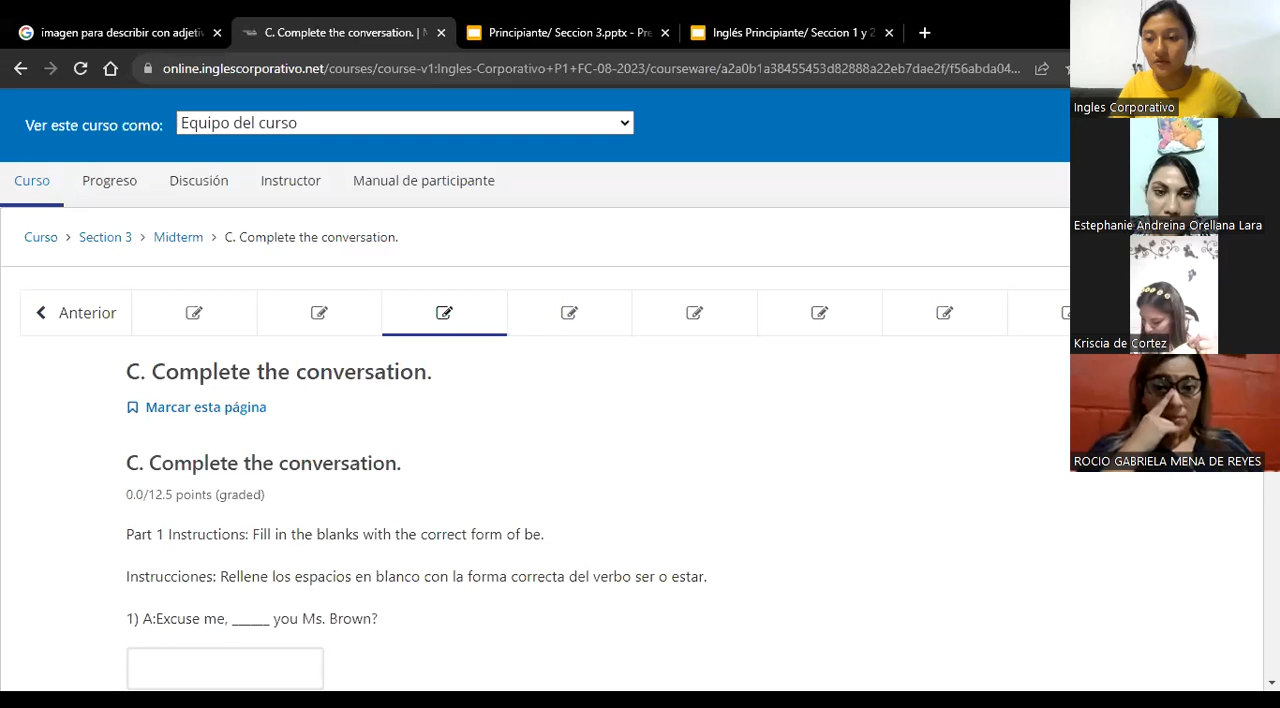 imagen para describir con adjetiv
C. Complete the conversation. | M
Principiante/ Seccion 3.pptx - Pre
Inglés Principiante/ Seccion 1 y 2
online.inglescorporativo.net/courses/course-v1:Ingles-Corporativo+P1+FC-08-2023/courseware/a2a0b1a38455453d82888a22eb7dae2f/f56abda04...
Ver este curso como:
Equipo del curso
Curso
Progreso
Discusión
Instructor
Manual de participante
Curso > Section 3 > Midterm > C. Complete the conversation.
Anterior
C. Complete the conversation.
Marcar esta página
C. Complete the conversation.
0.0/12.5 points (graded)
Part 1 Instructions: Fill in the blanks with the correct form of be.
Instrucciones: Rellene los espacios en blanco con la forma correcta del verbo ser o estar.
1) A:Excuse me, ______ you Ms. Brown?
Ingles Corporativo
Estephanie Andreina Orellana Lara
Kriscia de Cortez
ROCIO GABRIELA MENA DE REYES